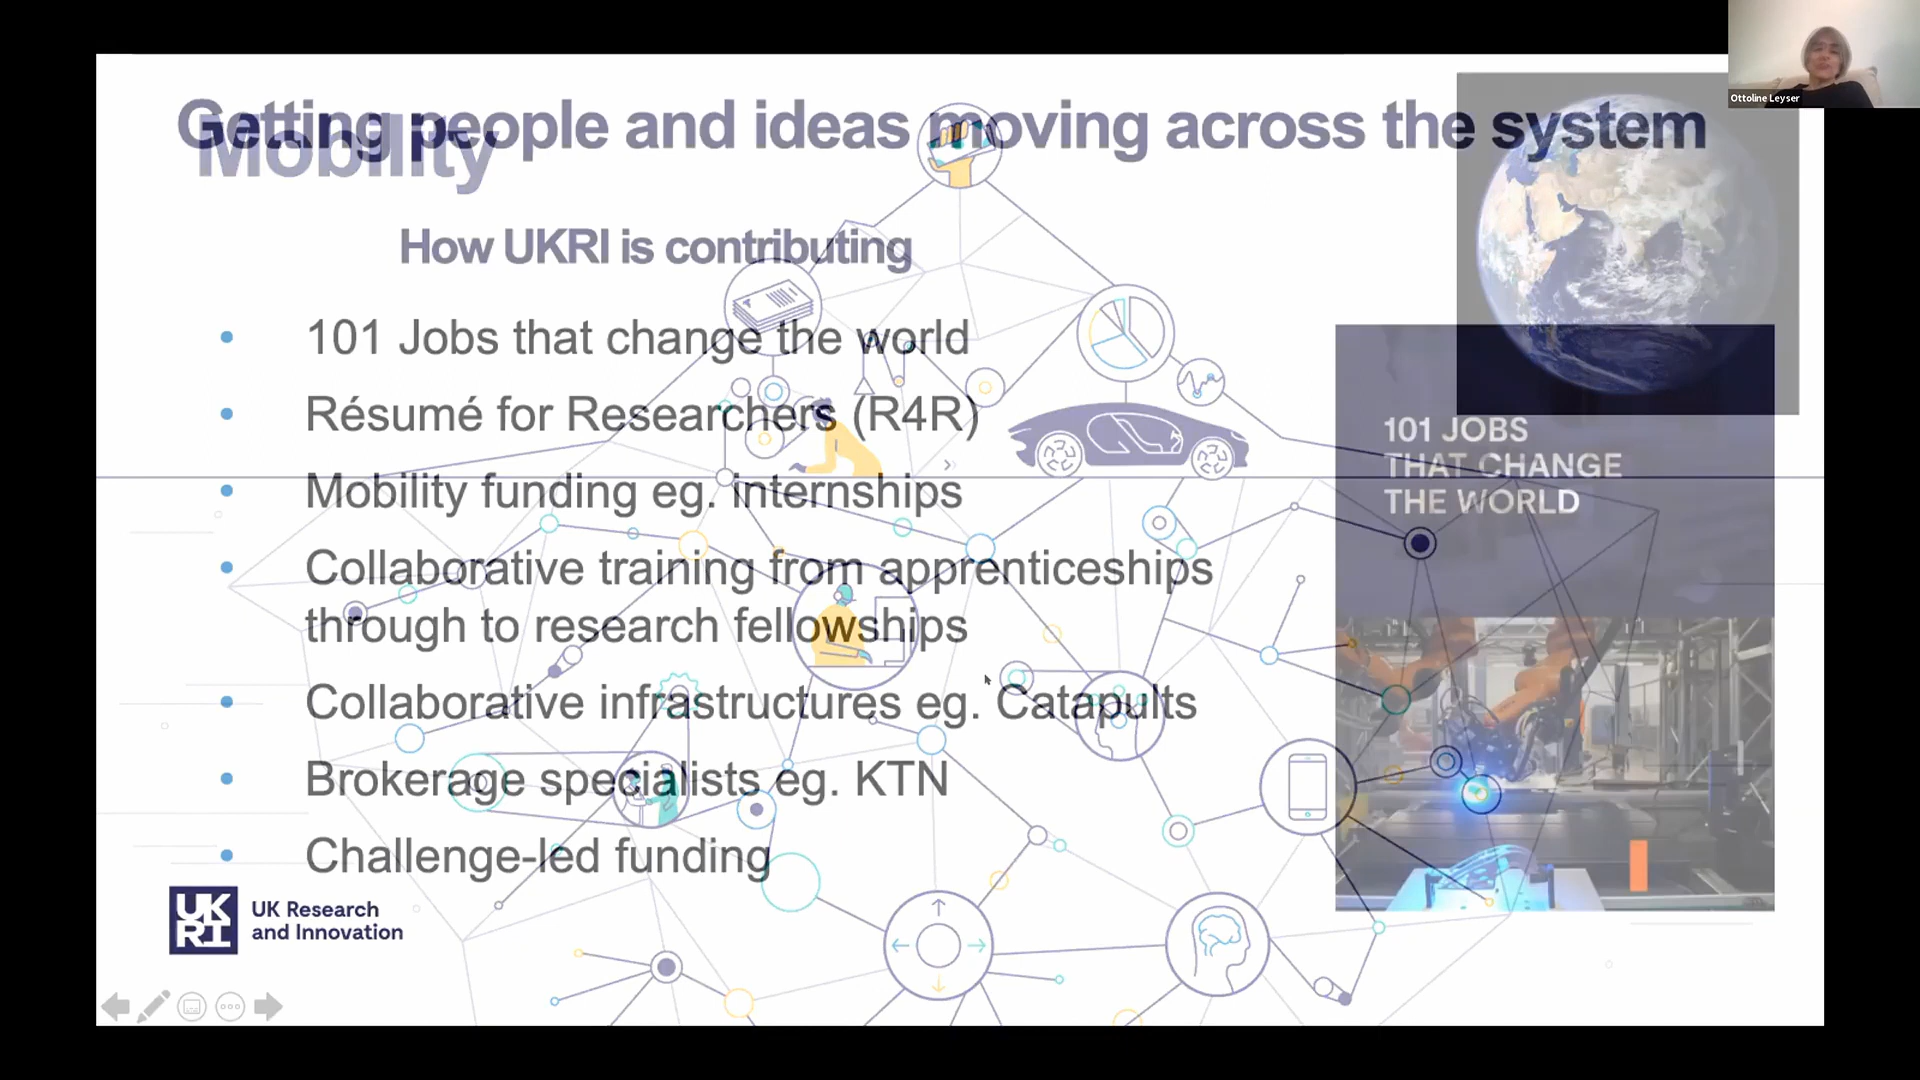 Ottoline Leyser
Getting people and ideas moving across the system
Mobility
How UKRI is contributing
• 101 Jobs that change the world
• Résumé for Researchers (R4R)
• Mobility funding eg. internships
• Collaborative training from apprenticeships
through to research fellowships
• Collaborative infrastructures eg. Catapults
• Brokerage specialists eg. KTN
• Challenge-led funding
101 JOBS
THAT CHANGE
THE WORLD
UK
RI
UK Research
and Innovation